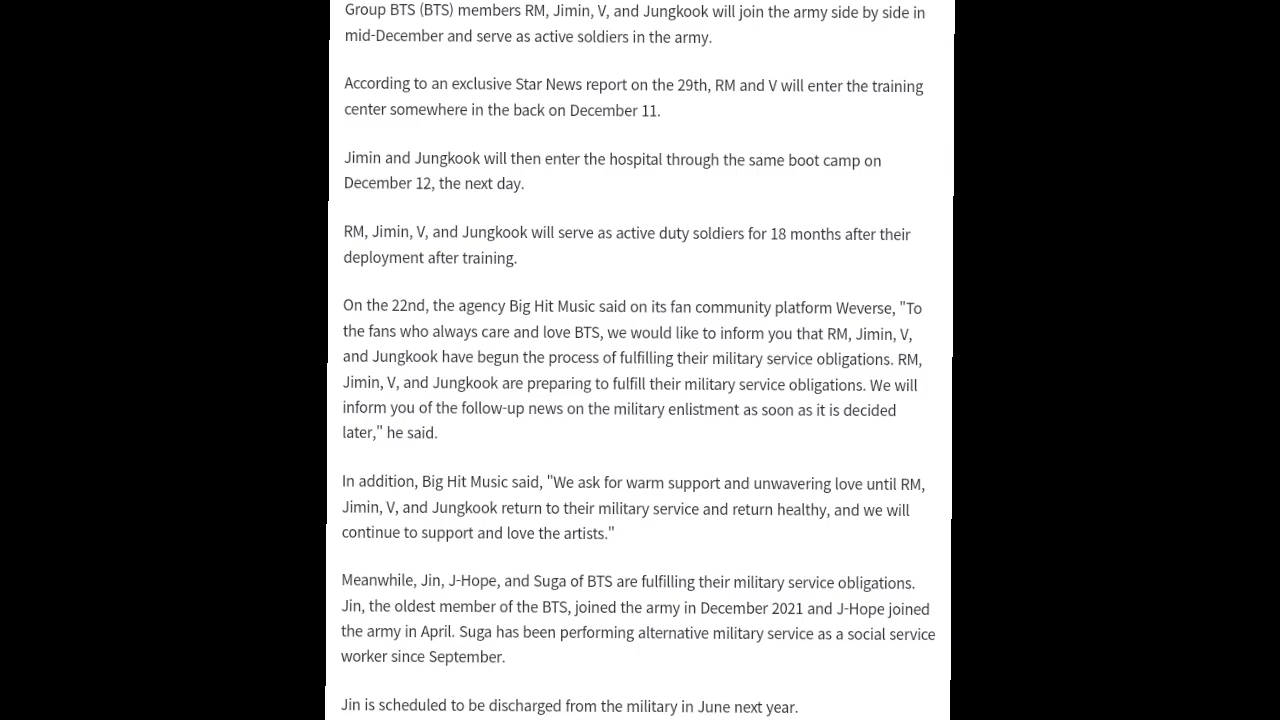 Group BTS (BTS) members RM, Jimin, V, and Jungkook will join the army side by side in
mid-December and serve as active soldiers in the army.
According to an exclusive Star News report on the 29th, RM and V will enter the training
center somewhere in the back on December 11.
Jimin and Jungkook will then enter the hospital through the same boot camp on
December 12, the next day.
RM, Jimin, V, and Jungkook will serve as active duty soldiers for 18 months after their
deployment after training.
On the 22nd, the agency Big Hit Music said on its fan community platform Weverse, "To
the fans who always care and love BTS, we would like to inform you that RM, Jimin, V,
and Jungkook have begun the process of fulfilling their military service obligations. RM,
Jimin, V, and Jungkook are preparing to fulfill their military service obligations. We will
inform you of the follow-up news on the military enlistment as soon as it is decided
later," he said.
In addition, Big Hit Music said, "We ask for warm support and unwavering love until RM,
Jimin, V, and Jungkook return to their military service and return healthy, and we will
continue to support and love the artists."
Meanwhile, Jin, J-Hope, and Suga of BTS are fulfilling their military service obligations.
Jin, the oldest member of the BTS, joined the army in December 2021 and J-Hope joined
the army in April. Suga has been performing alternative military service as a social service
worker since September.
Jin is scheduled to be discharged from the military in June next year.